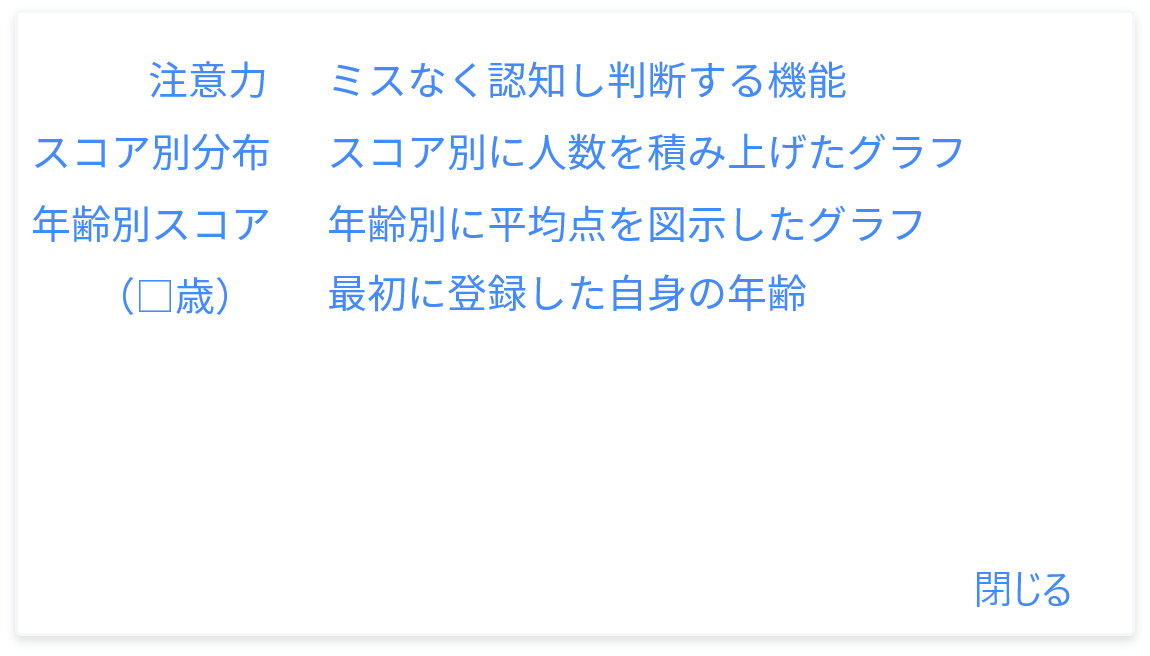 注意力 ミスなく認知し判断する機能
スコア別分布 スコア別に人数を積み上げたグラフ
年齢別スコア 年齢別に平均点を図示したグラフ
（□歳） 最初に登録した自身の年齢
閉じる